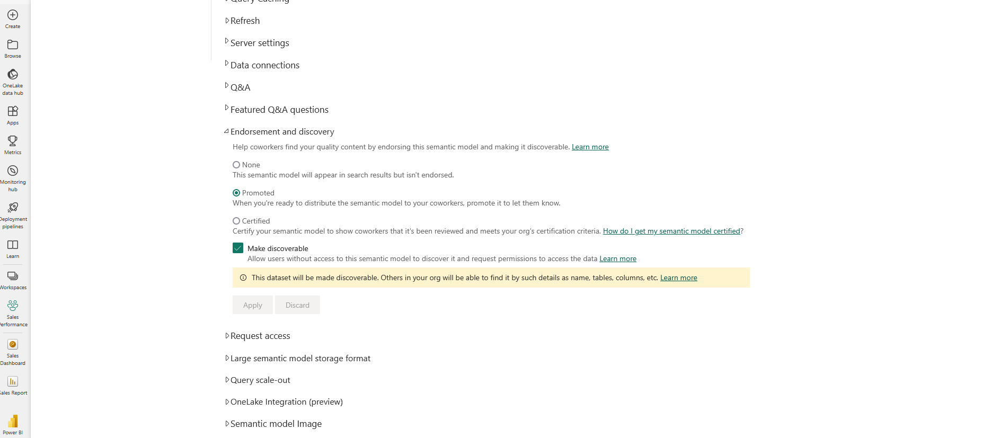 Create
Browse
OneLake
data hub
Apps
Metrics
Monitoring
hub
Deployment
pipelines
Learn
Workspaces
Sales
Performance
Sales
Dashboard
Sales Report
Power BI
Query Caching
Refresh
Server settings
Data connections
Q&A
Featured Q&A questions
Endorsement and discovery
Help coworkers find your quality content by endorsing this semantic model and making it discoverable. Learn more
None
This semantic model will appear in search results but isn't endorsed.
Promoted
When you're ready to distribute the semantic model to your coworkers, promote it to let them know.
Certified
Certify your semantic model to show coworkers that it's been reviewed and meets your org's certification criteria. How do I get my semantic model certified?
Make discoverable
Allow users without access to this semantic model to discover it and request permissions to access the data Learn more
This dataset will be made discoverable. Others in your org will be able to find it by such details as name, tables, columns, etc. Learn more
Apply Discard
Request access
Large semantic model storage format
Query scale-out
OneLake Integration (preview)
Semantic model Image